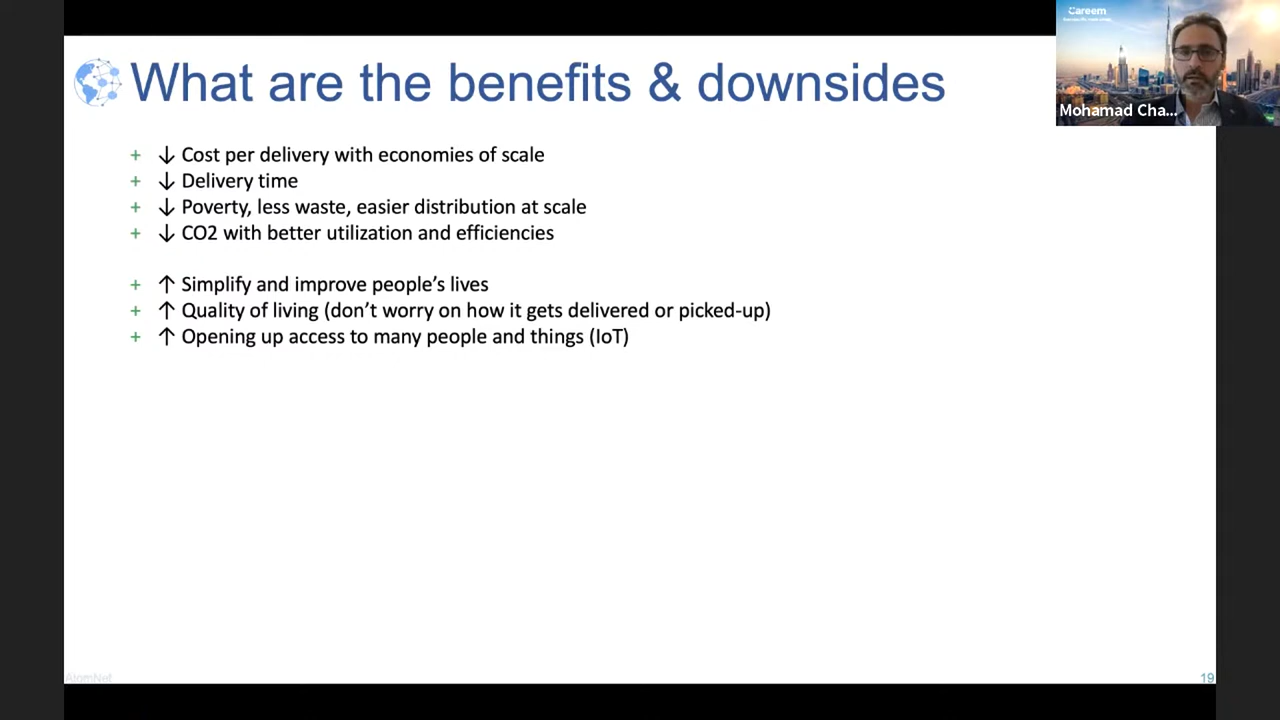 What are the benefits & downsides
+ ↓ Cost per delivery with economies of scale
+ ↓ Delivery time
+ ↓ Poverty, less waste, easier distribution at scale
+ ↓ CO2 with better utilization and efficiencies
+ ↑ Simplify and improve people’s lives
+ ↑ Quality of living (don’t worry on how it gets delivered or picked-up)
+ ↑ Opening up access to many people and things (IoT)
Careem
Mohamad Cha...
AtomNet
19